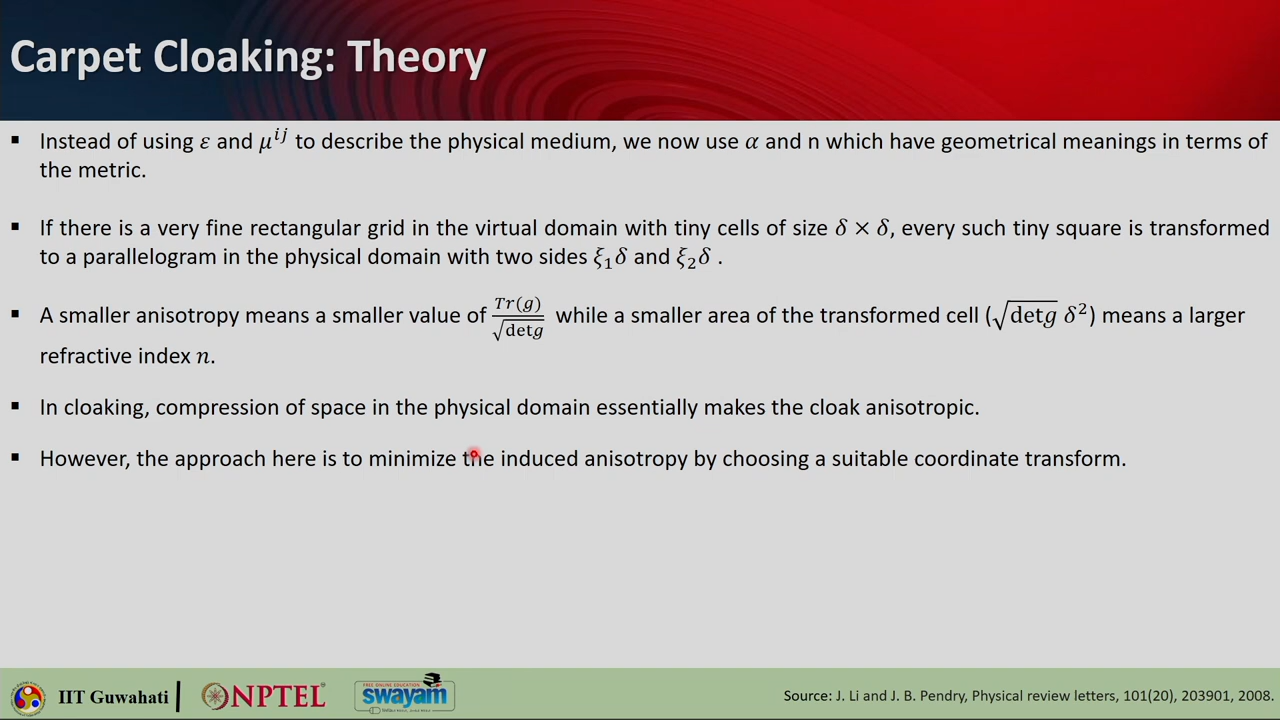 Carpet Cloaking: Theory
▪ Instead of using 𝜀 and 𝜇^{ij} to describe the physical medium, we now use 𝛼 and n which have geometrical meanings in terms of
the metric.
▪ If there is a very fine rectangular grid in the virtual domain with tiny cells of size 𝛿 × 𝛿, every such tiny square is transformed
to a parallelogram in the physical domain with two sides 𝜉₁𝛿 and 𝜉₂𝛿 .
▪ A smaller anisotropy means a smaller value of Tr(g)/√detg while a smaller area of the transformed cell (√detg 𝛿²) means a larger
refractive index n.
▪ In cloaking, compression of space in the physical domain essentially makes the cloak anisotropic.
▪ However, the approach here is to minimize the induced anisotropy by choosing a suitable coordinate transform.
IIT Guwahati
NPTEL
FREE ONLINE EDUCATION
swayam
Source: J. Li and J. B. Pendry, Physical review letters, 101(20), 203901, 2008.